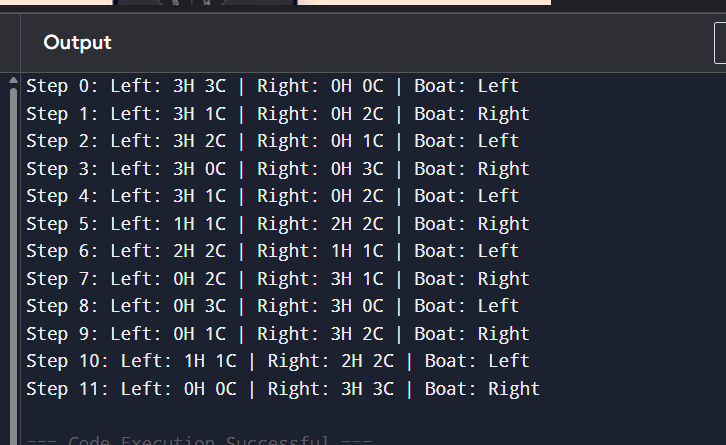 Output
Step 0: Left: 3H 3C | Right: 0H 0C | Boat: Left
Step 1: Left: 3H 1C | Right: 0H 2C | Boat: Right
Step 2: Left: 3H 2C | Right: 0H 1C | Boat: Left
Step 3: Left: 3H 0C | Right: 0H 3C | Boat: Right
Step 4: Left: 3H 1C | Right: 0H 2C | Boat: Left
Step 5: Left: 1H 1C | Right: 2H 2C | Boat: Right
Step 6: Left: 2H 2C | Right: 1H 1C | Boat: Left
Step 7: Left: 0H 2C | Right: 3H 1C | Boat: Right
Step 8: Left: 0H 3C | Right: 3H 0C | Boat: Left
Step 9: Left: 0H 1C | Right: 3H 2C | Boat: Right
Step 10: Left: 1H 1C | Right: 2H 2C | Boat: Left
Step 11: Left: 0H 0C | Right: 3H 3C | Boat: Right
=== Code Execution Successful ===